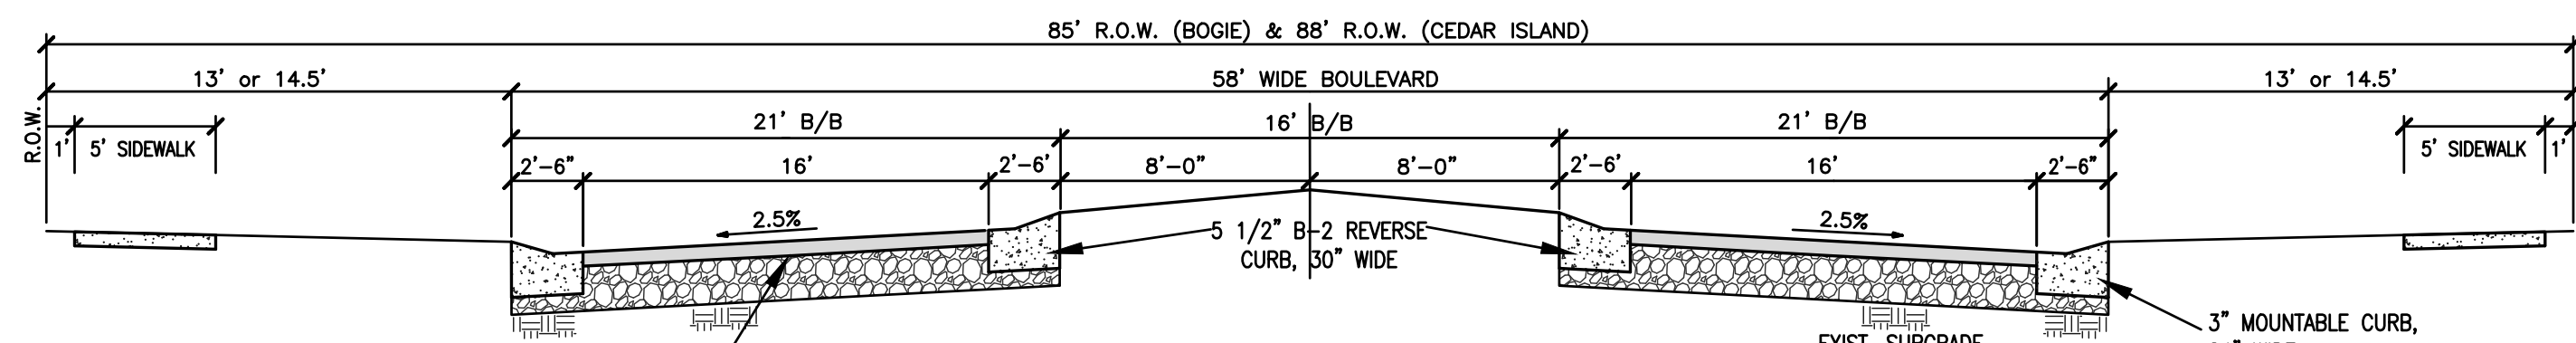 85' R.O.W. (BOGIE) & 88' R.O.W. (CEDAR ISLAND)
13' or 14.5'
58' WIDE BOULEVARD
13' or 14.5'
R.O.W.
21' B/B
16' B/B
21' B/B
1'
5' SIDEWALK
5' SIDEWALK
1'
2'-6"
16'
2'-6'
8'-0"
8'-0"
2'-6'
16'
2'-6"
2.5%
2.5%
5 1/2" B-2 REVERSE
CURB, 30" WIDE
3" MOUNTABLE CURB,
EXIST. SUBGRADE